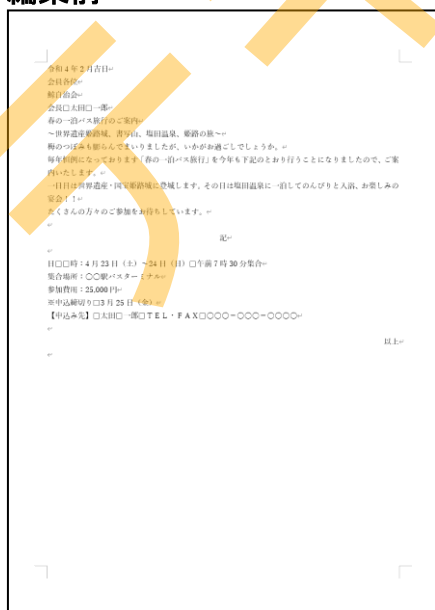 編集前
令和4年2月吉日↵
会員各位↵
鯖自治会↵
会長□太田□一郎↵
春の一泊バス旅行のご案内↵
～世界遺産姫路城、書写山、塩田温泉、姫路の旅～↵
梅のつぼみも膨らんでまいりましたが、いかがお過ごしでしょうか。↵
毎年恒例になっております「春の一泊バス旅行」を今年も下記のとおり行うことになりましたので、ご案
内いたします。↵
一日目は世界遺産・国宝姫路城に登城します、その日は塩田温泉に一泊してのんびりと入浴、お楽しみの
宴会！！↵
たくさんの方々のご参加をお待ちしています。↵
↵
記↵
↵
日□□時：4月23日（土）～24日（日）□午前7時30分集合↵
集合場所：〇〇駅バスターミナル↵
参加費用：25,000円↵
※申込締切り□3月25日（金）↵
【申込み先】□太田□一郎□ＴＥＬ・ＦＡＸ□〇〇〇－〇〇〇－〇〇〇〇↵
↵
以上↵
↵